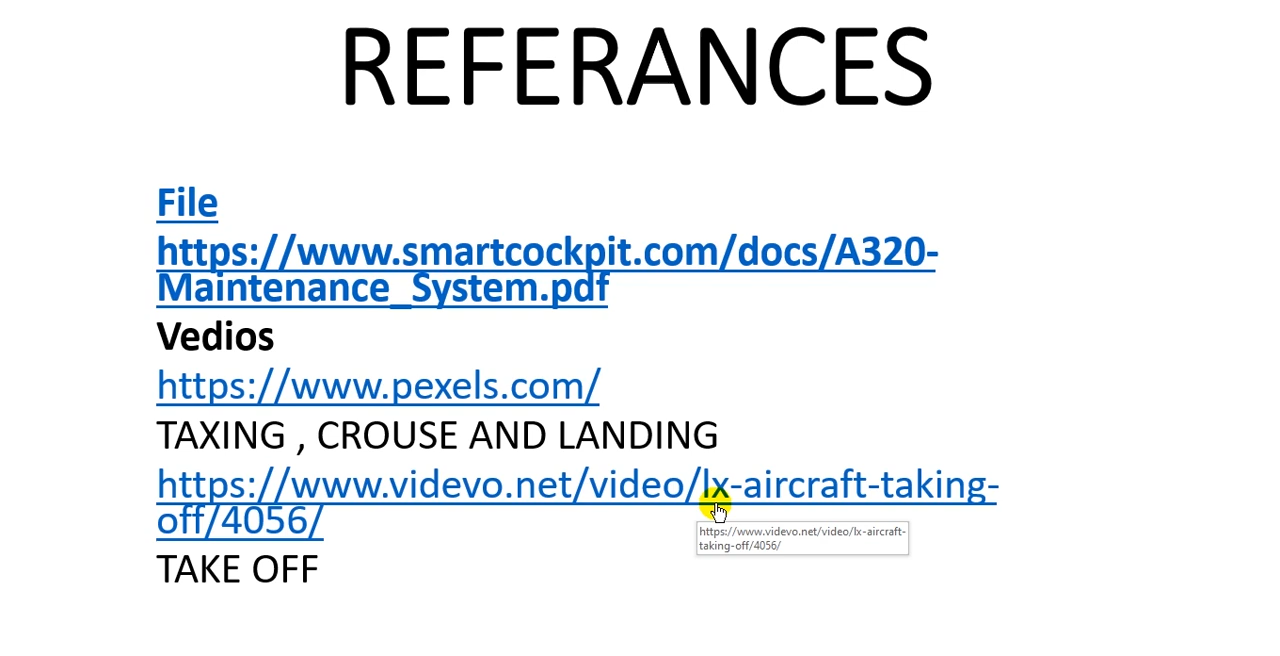 REFERANCES
File
https://www.smartcockpit.com/docs/A320-
Maintenance_System.pdf
Vedios
https://www.pexels.com/
TAXING , CROUSE AND LANDING
https://www.videvo.net/video/lx-aircraft-taking-
off/4056/
https://www.videvo.net/video/lx-aircraft-
taking-off/4056/
TAKE OFF